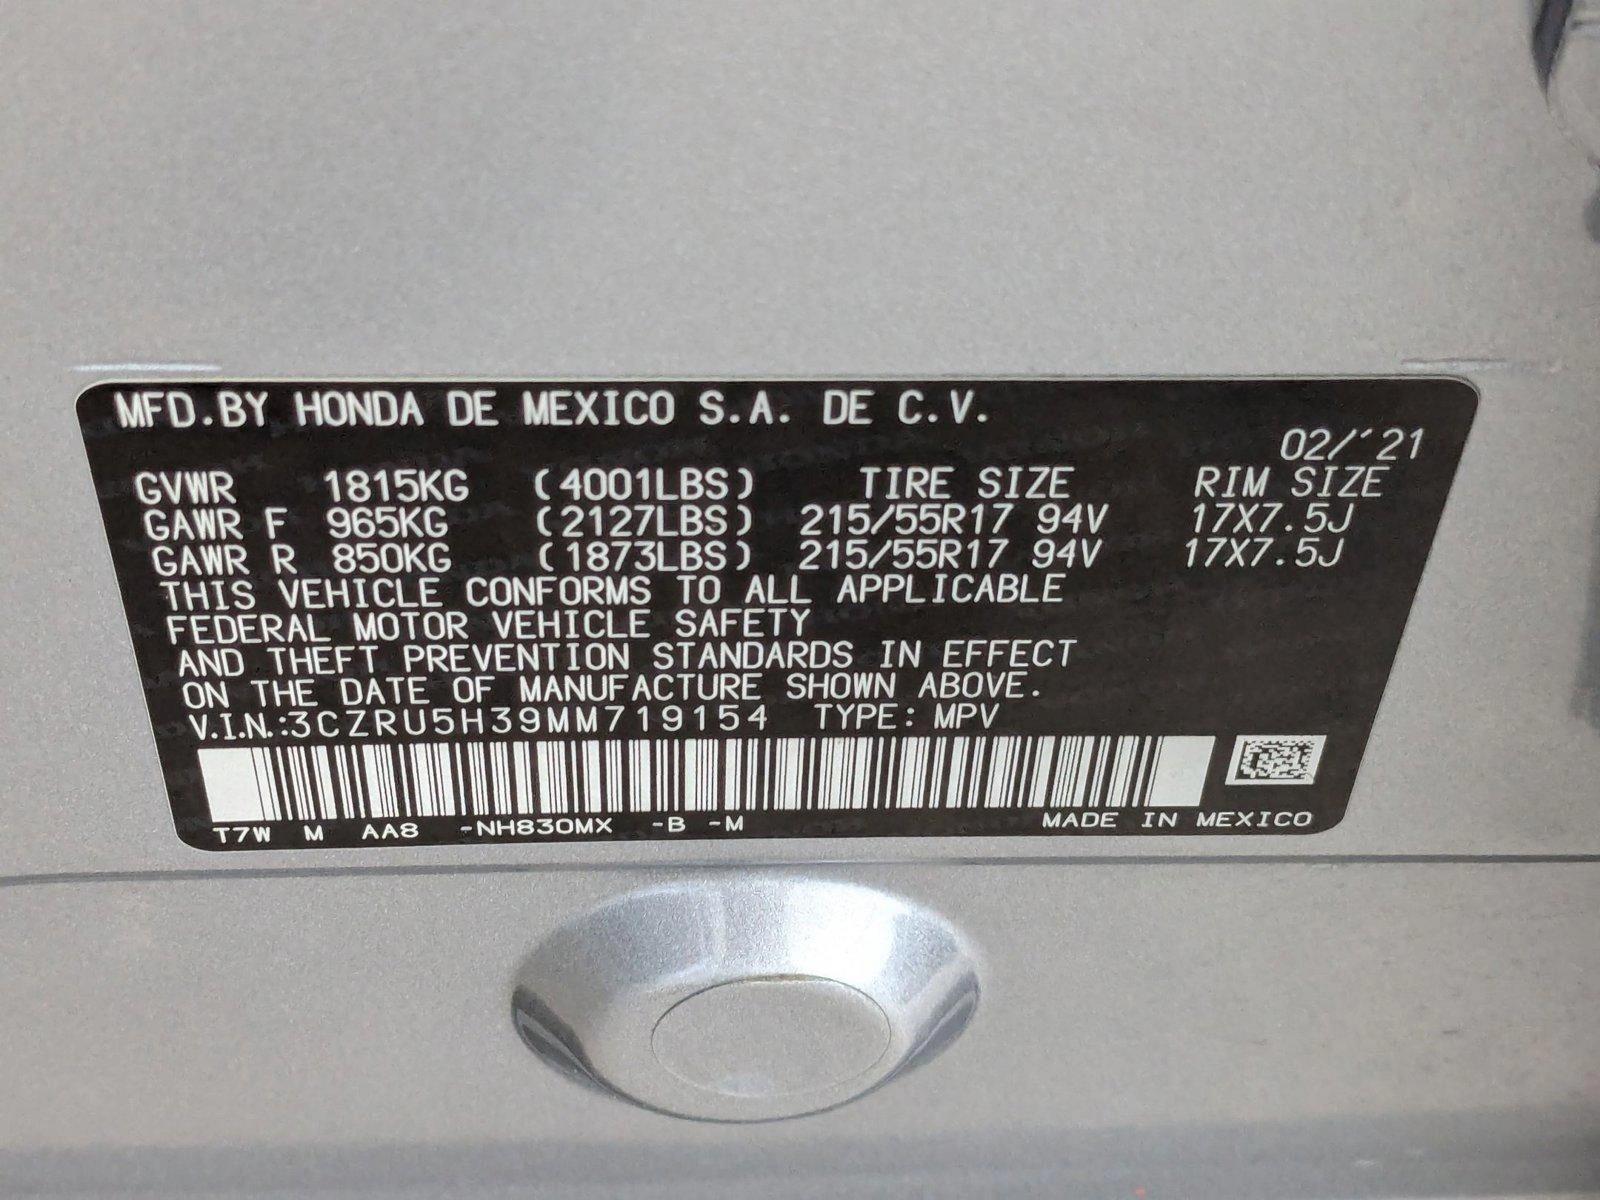 MFD.BY HONDA DE MEXICO S.A. DE C.V.
02/'21
GVWR 1815KG (4001LBS) TIRE SIZE RIM SIZE
GAWR F 965KG (2127LBS) 215/55R17 94V 17X7.5J
GAWR R 850KG (1873LBS) 215/55R17 94V 17X7.5J
THIS VEHICLE CONFORMS TO ALL APPLICABLE
FEDERAL MOTOR VEHICLE SAFETY
AND THEFT PREVENTION STANDARDS IN EFFECT
ON THE DATE OF MANUFACTURE SHOWN ABOVE.
V.I.N.:3CZRU5H39MM719154 TYPE: MPV
T7W M AA8 -NH830MX -B -M MADE IN MEXICO